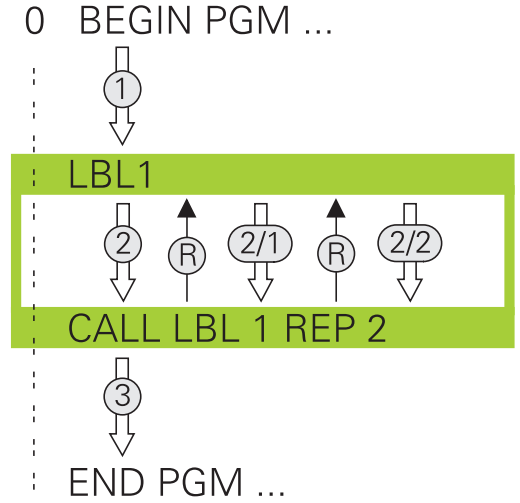 0 BEGIN PGM ...
1
LBL1
2 R 2/1 R 2/2
CALL LBL 1 REP 2
3
END PGM ...